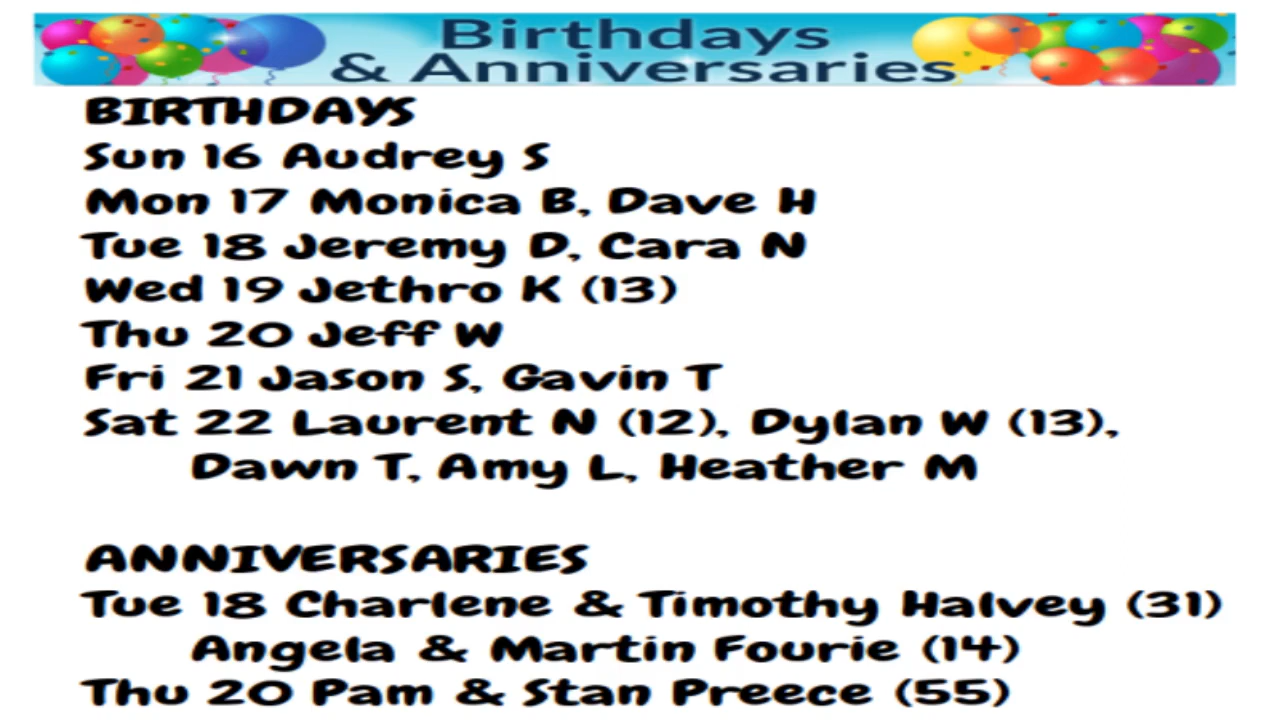 Birthdays
& Anniversaries
BIRTHDAYS
Sun 16 Audrey S
Mon 17 Monica B, Dave H
Tue 18 Jeremy D, Cara N
Wed 19 Jethro K (13)
Thu 20 Jeff W
Fri 21 Jason S, Gavin T
Sat 22 Laurent N (12), Dylan W (13),
Dawn T, Amy L, Heather M
ANNIVERSARIES
Tue 18 Charlene & Timothy Halvey (31)
Angela & Martin Fourie (14)
Thu 20 Pam & Stan Preece (55)